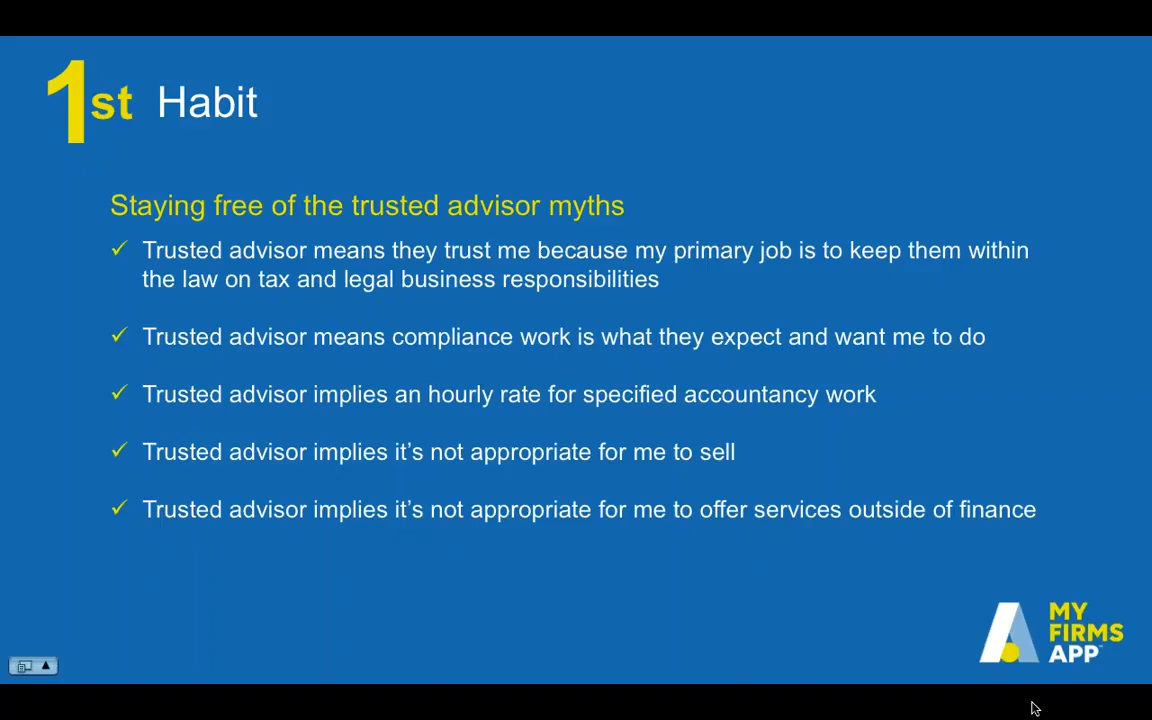 1st Habit
Staying free of the trusted advisor myths
✓ Trusted advisor means they trust me because my primary job is to keep them within
the law on tax and legal business responsibilities
✓ Trusted advisor means compliance work is what they expect and want me to do
✓ Trusted advisor implies an hourly rate for specified accountancy work
✓ Trusted advisor implies it’s not appropriate for me to sell
✓ Trusted advisor implies it’s not appropriate for me to offer services outside of finance
MY
FIRMS
APP